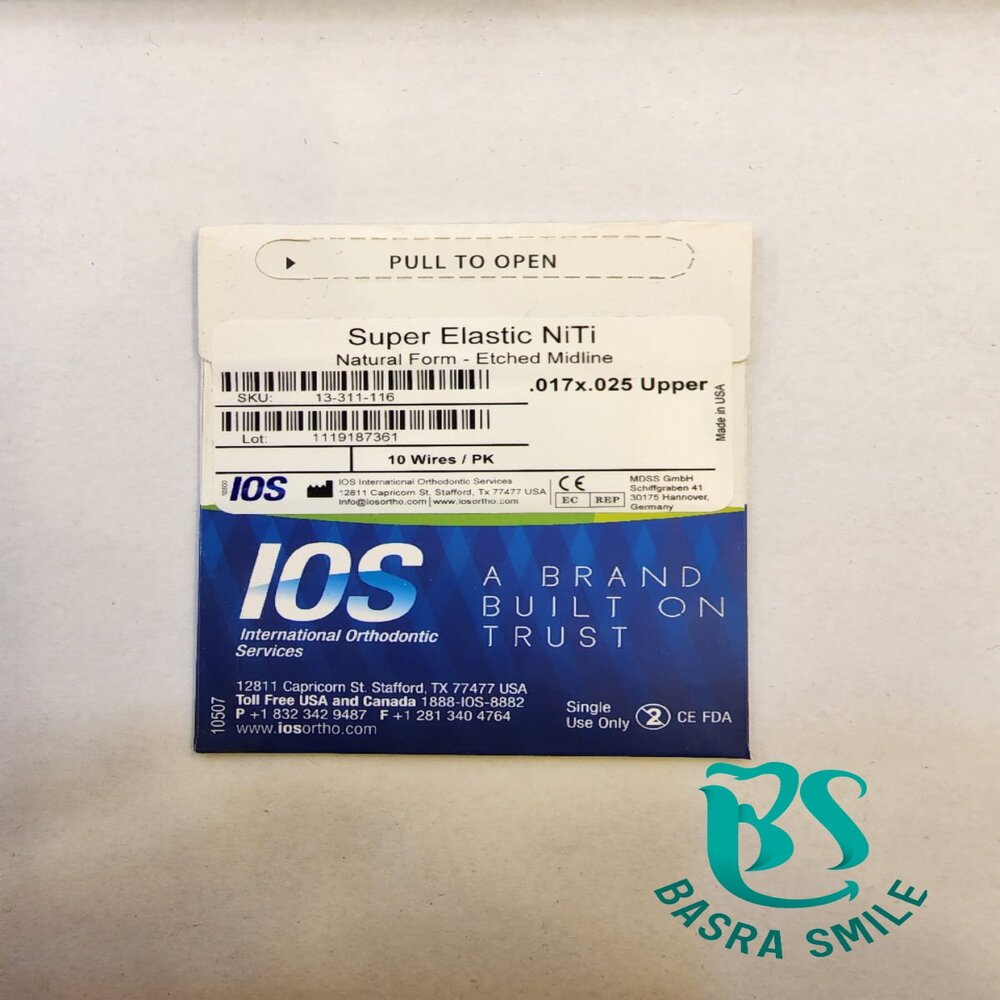 PULL TO OPEN
Super Elastic NiTi
Natural Form - Etched Midline
.017x.025 Upper
SKU: 13-311-116
Lot: 1119187361
10 Wires / PK
Made in USA
10600
IOS
IOS International Orthodontic Services
12811 Capricorn St. Stafford, Tx 77477 USA
info@iosortho.com | www.iosortho.com
CE
EC REP
MDSS GmbH
Schiffgraben 41
30175 Hannover,
Germany
IOS
International Orthodontic
Services
A BRAND
BUILT ON
TRUST
12811 Capricorn St. Stafford, TX 77477 USA
Toll Free USA and Canada 1888-IOS-8882
P +1 832 342 9487 F +1 281 340 4764
www.iosortho.com
10507
Single
Use Only 2 CE FDA
BS
BASRA SMILE